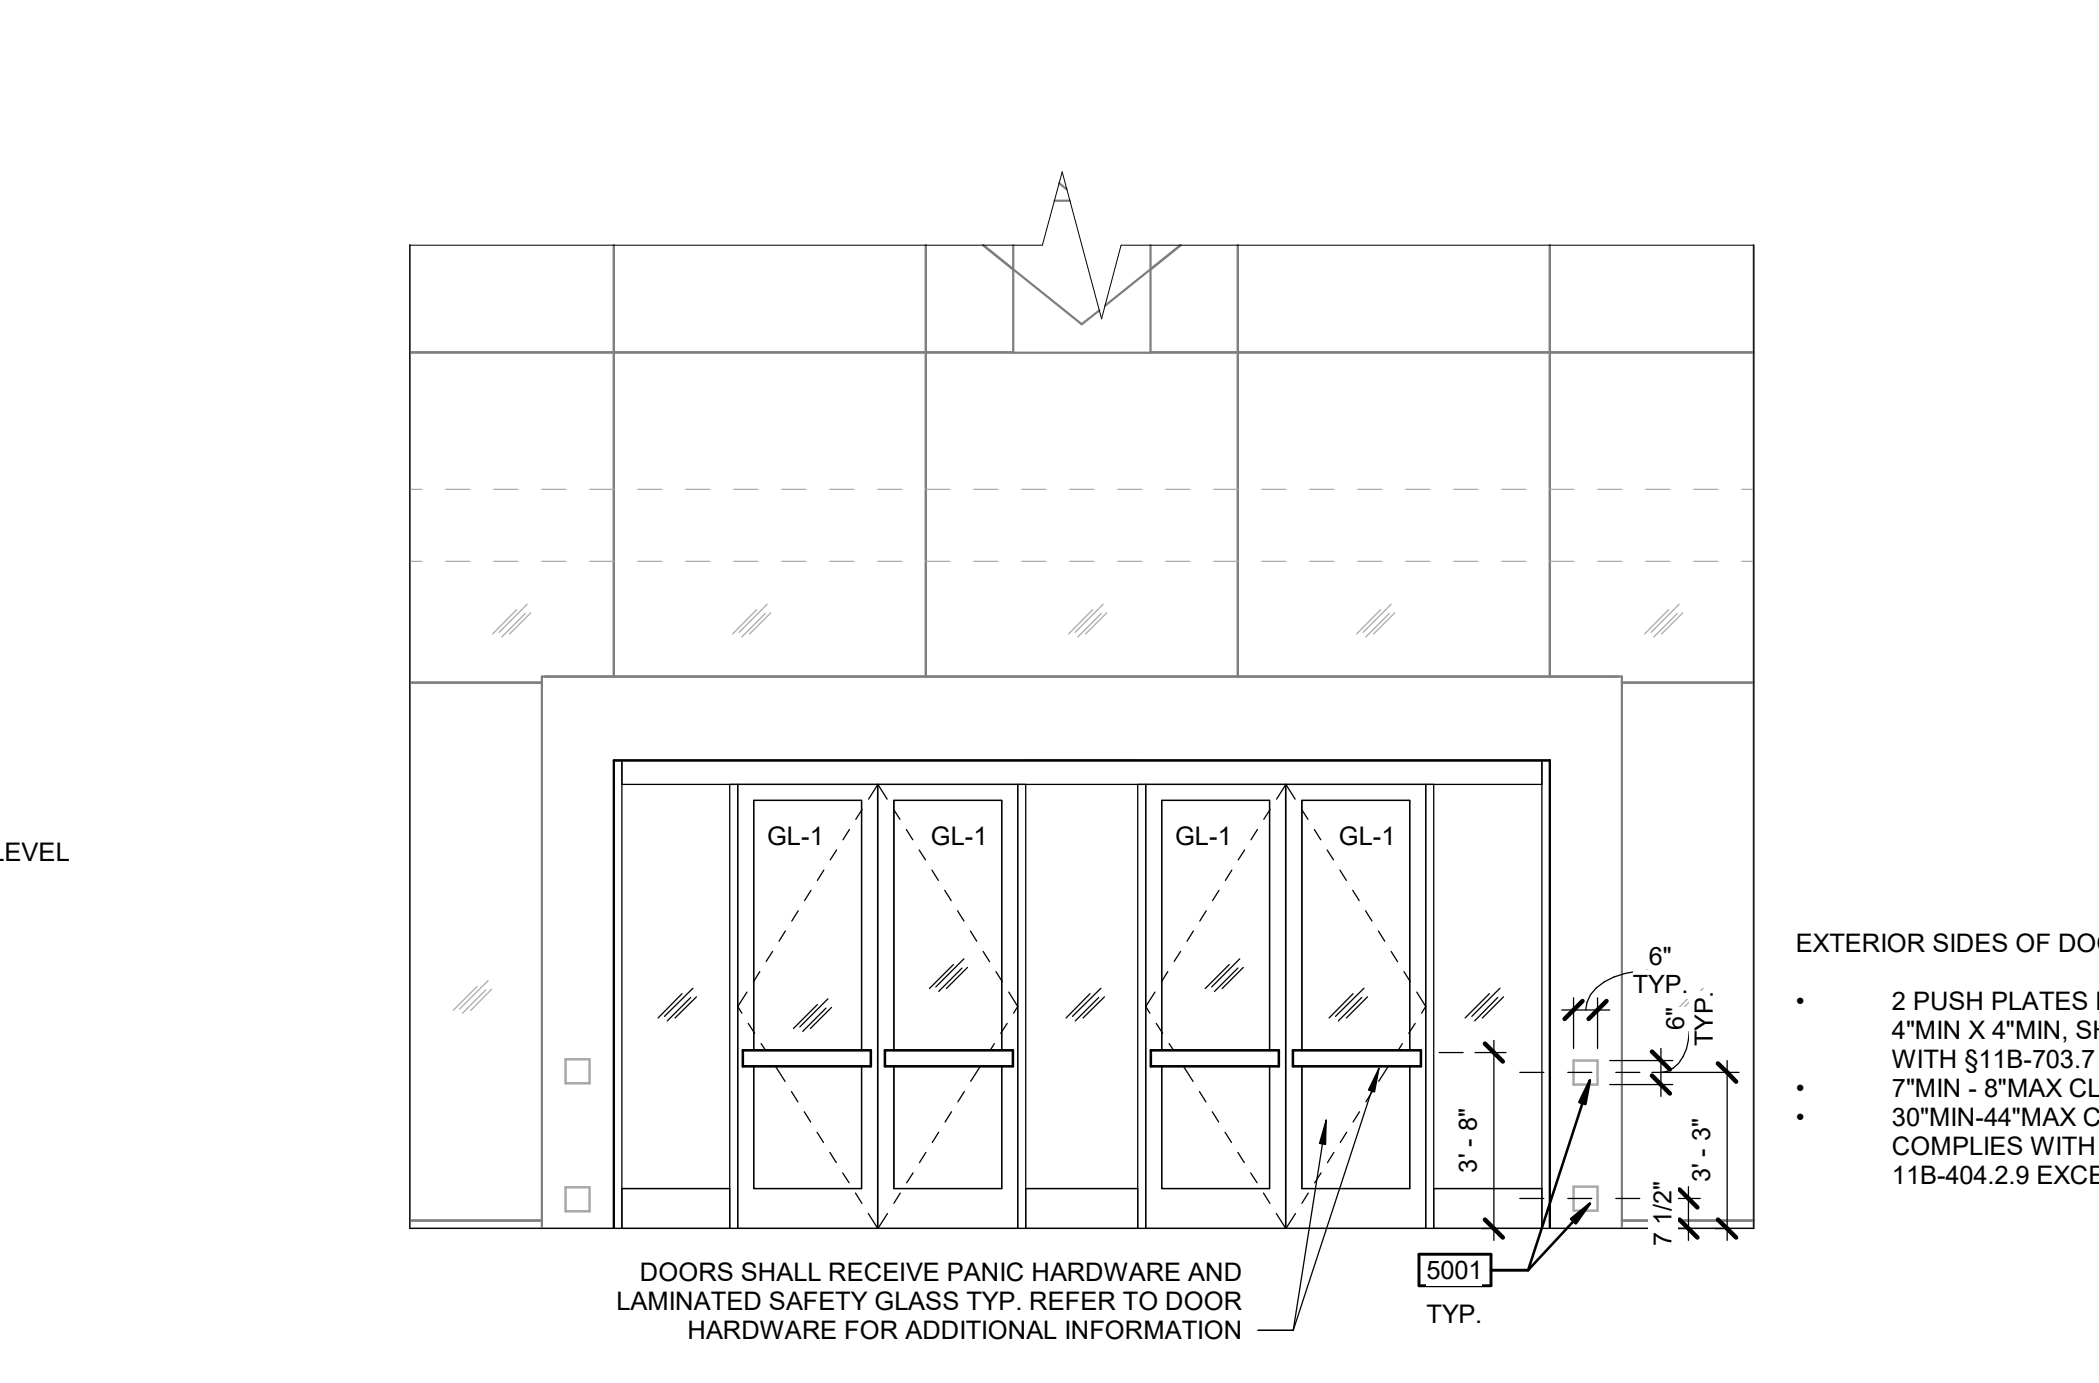 LEVEL
GL-1
GL-1
GL-1
GL-1
EXTERIOR SIDES OF
6"
TYP.
6"
TYP.
• 2 PUSH PLATES
4"MIN X 4"MIN,
WITH §11B-703.7
• 7"MIN - 8"MAX
• 30"MIN-44"MAX
COMPLIES WITH
11B-404.2.9
3' - 8"
3' - 3"
7 1/2"
DOORS SHALL RECEIVE PANIC HARDWARE AND
LAMINATED SAFETY GLASS TYP. REFER TO DOOR
HARDWARE FOR ADDITIONAL INFORMATION
5001
TYP.